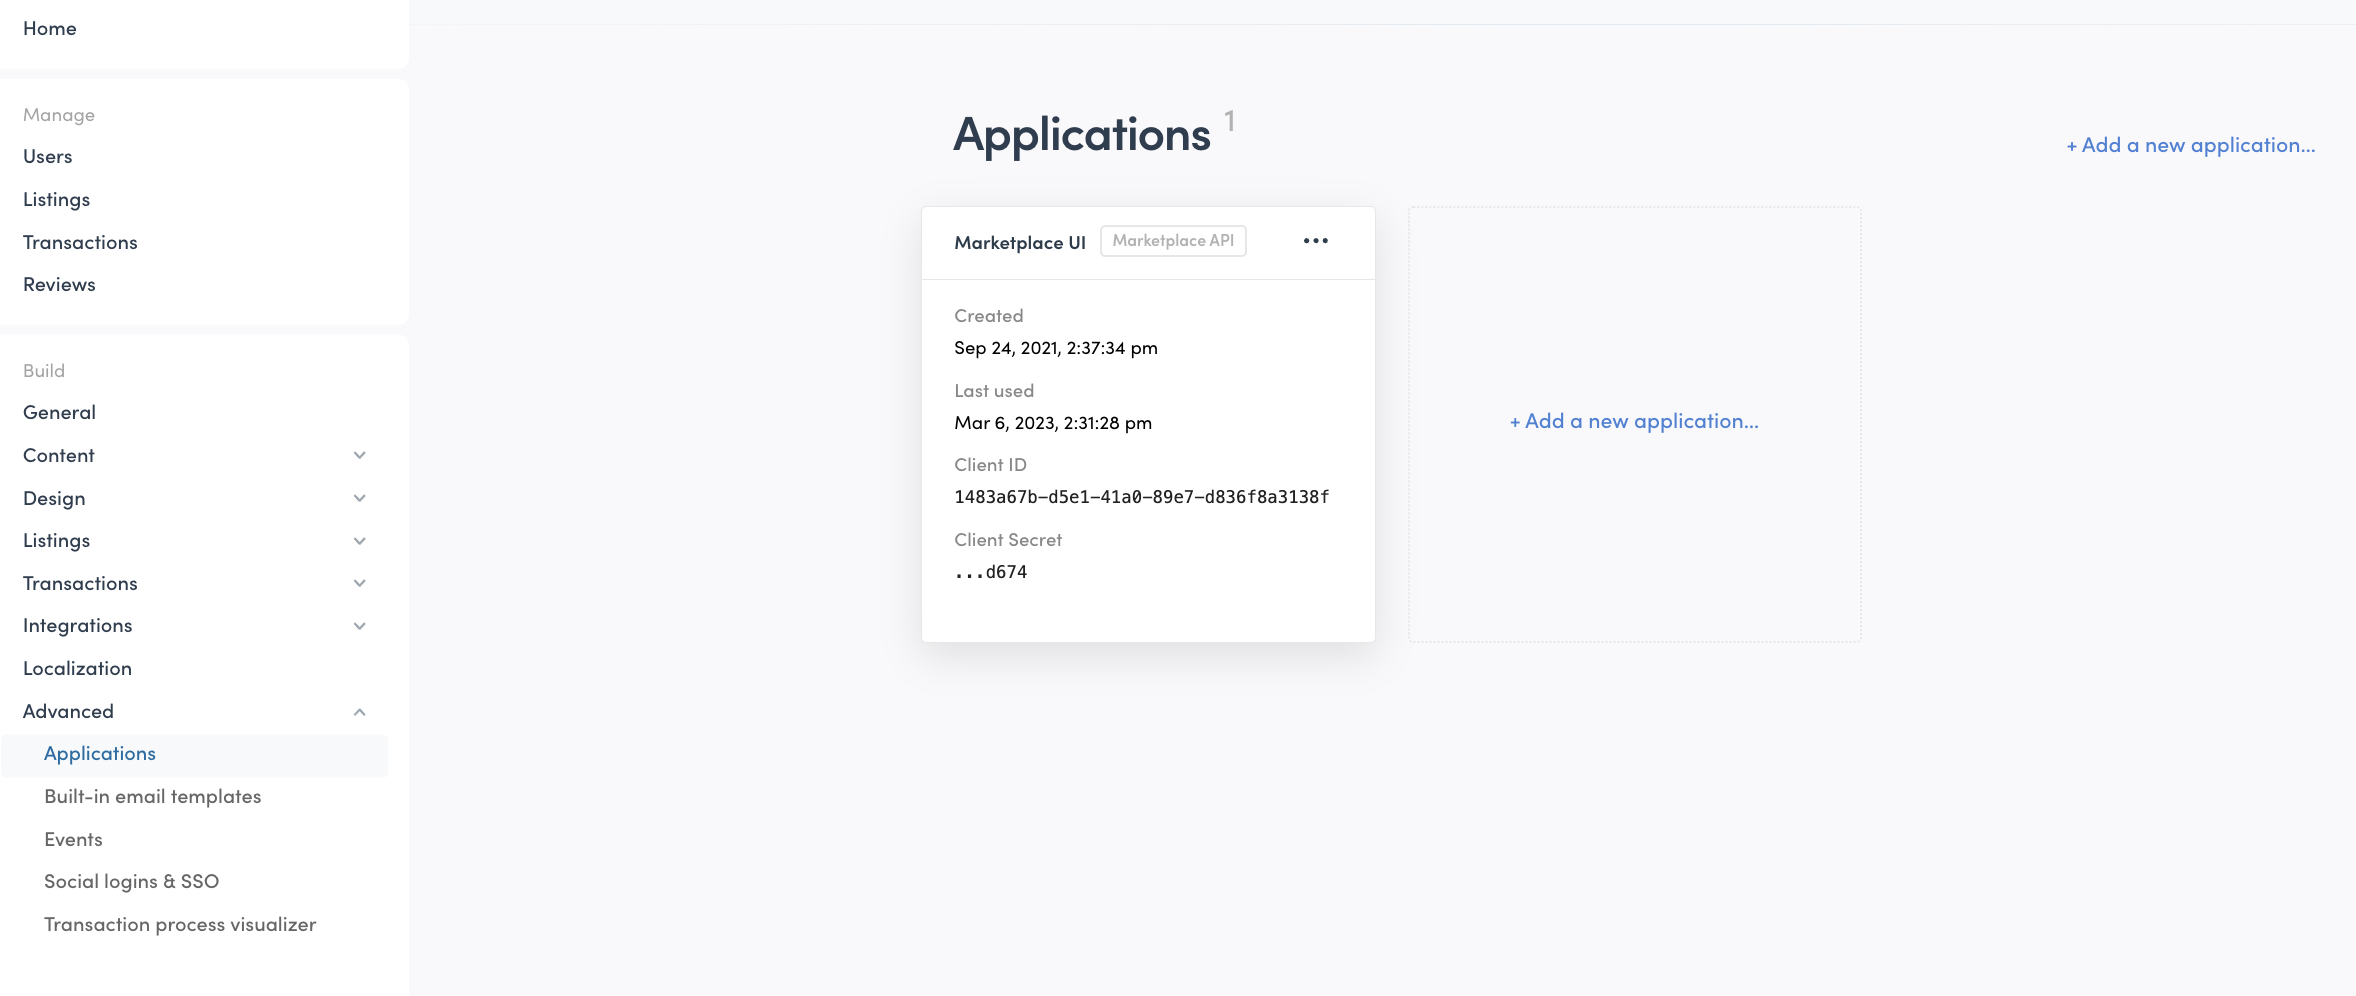 Home
Manage
Users
Listings
Transactions
Reviews
Build
General
Content
Design
Listings
Transactions
Integrations
Localization
Advanced
Applications
Built-in email templates
Events
Social logins & SSO
Transaction process visualizer
Applications 1
+ Add a new application...
Marketplace UI Marketplace API
Created
Sep 24, 2021, 2:37:34 pm
Last used
Mar 6, 2023, 2:31:28 pm
Client ID
1483a67b-d5e1-41a0-89e7-d836f8a3138f
Client Secret
...d674
+ Add a new application...